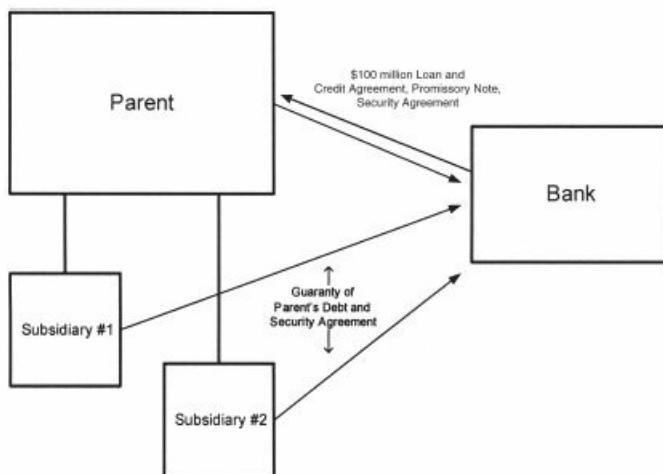 $100 million Loan and
Credit Agreement, Promissory Note,
Security Agreement
Parent
Bank
Guaranty of
Parent's Debt and
Security Agreement
Subsidiary #1
Subsidiary #2